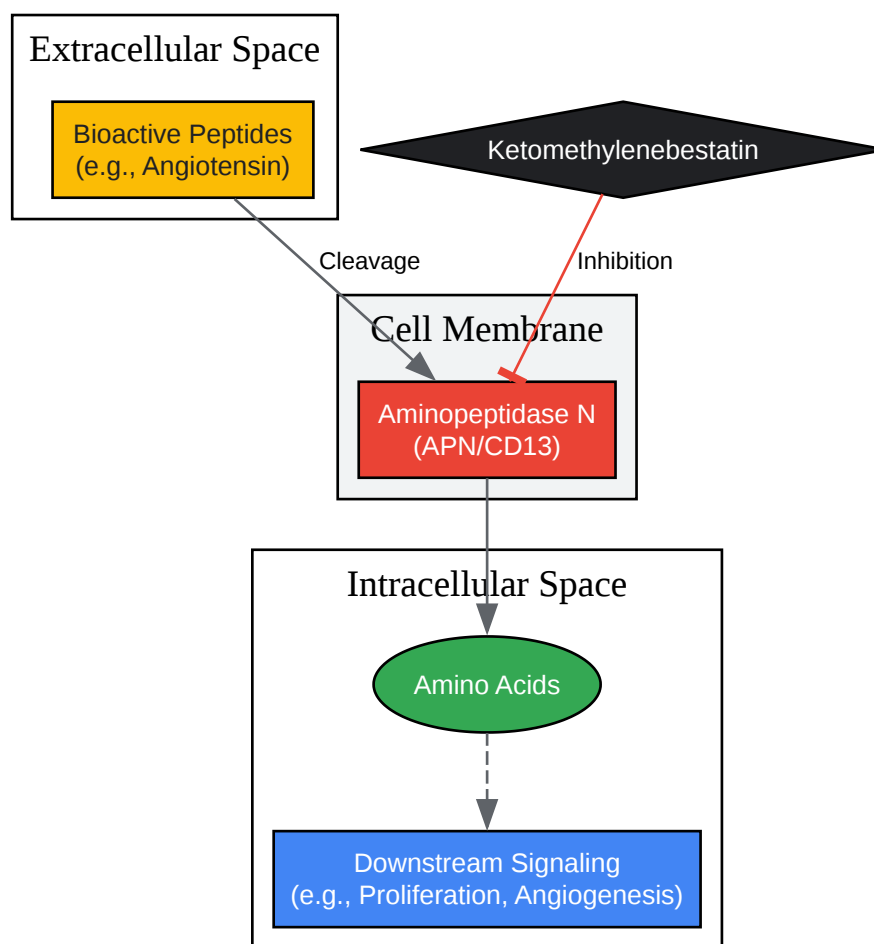 Extracellular Space
Bioactive Peptides
(e.g., Angiotensin)
Ketomethylenebestatin
Cleavage
Inhibition
Cell Membrane
Aminopeptidase N
(APN/CD13)
Intracellular Space
Amino Acids
Downstream Signaling
(e.g., Proliferation, Angiogenesis)